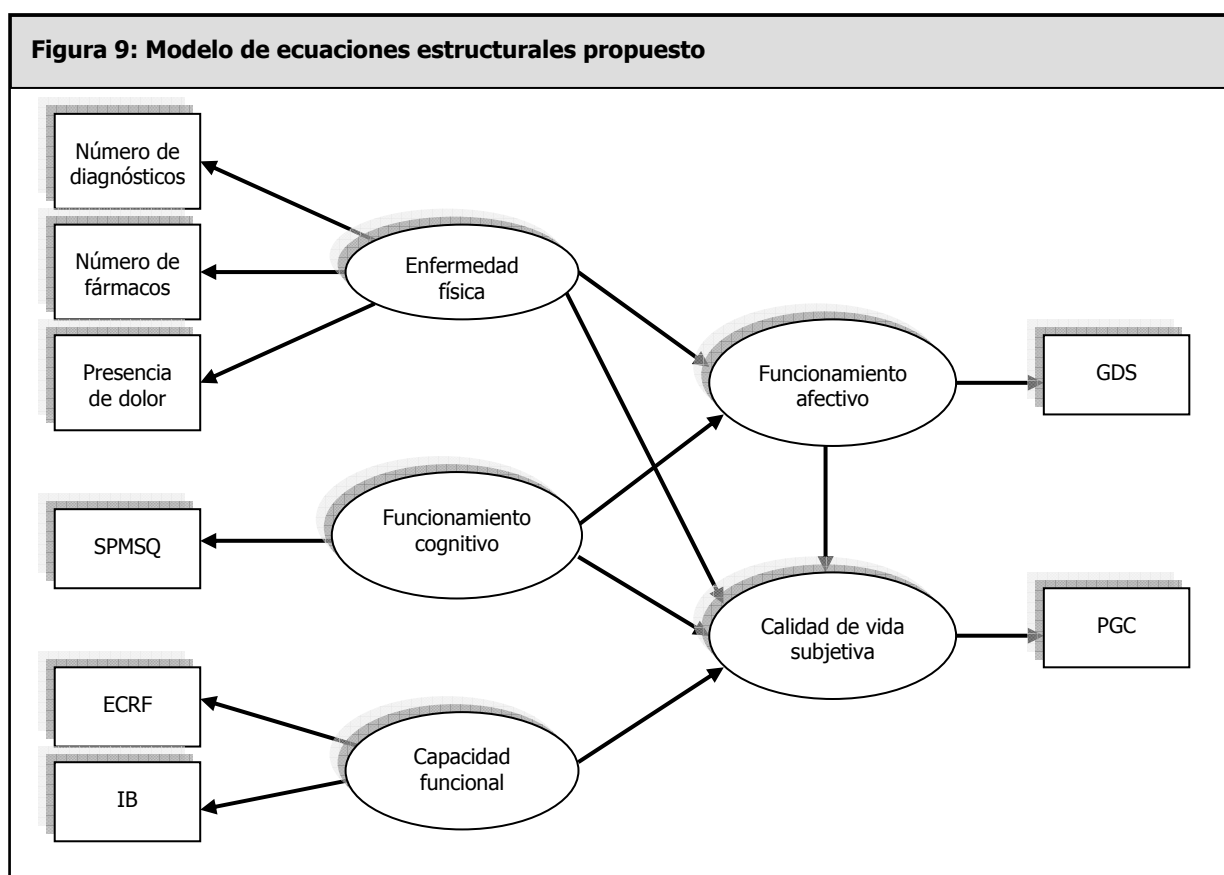 Figura 9: Modelo de ecuaciones estructurales propuesto
Número de
diagnósticos
Número de
fármacos
Presencia
de dolor
Enfermedad
física
Funcionamiento
afectivo
GDS
SPMSQ
Funcionamiento
cognitivo
Calidad de vida
subjetiva
PGC
ECRF
IB
Capacidad
funcional